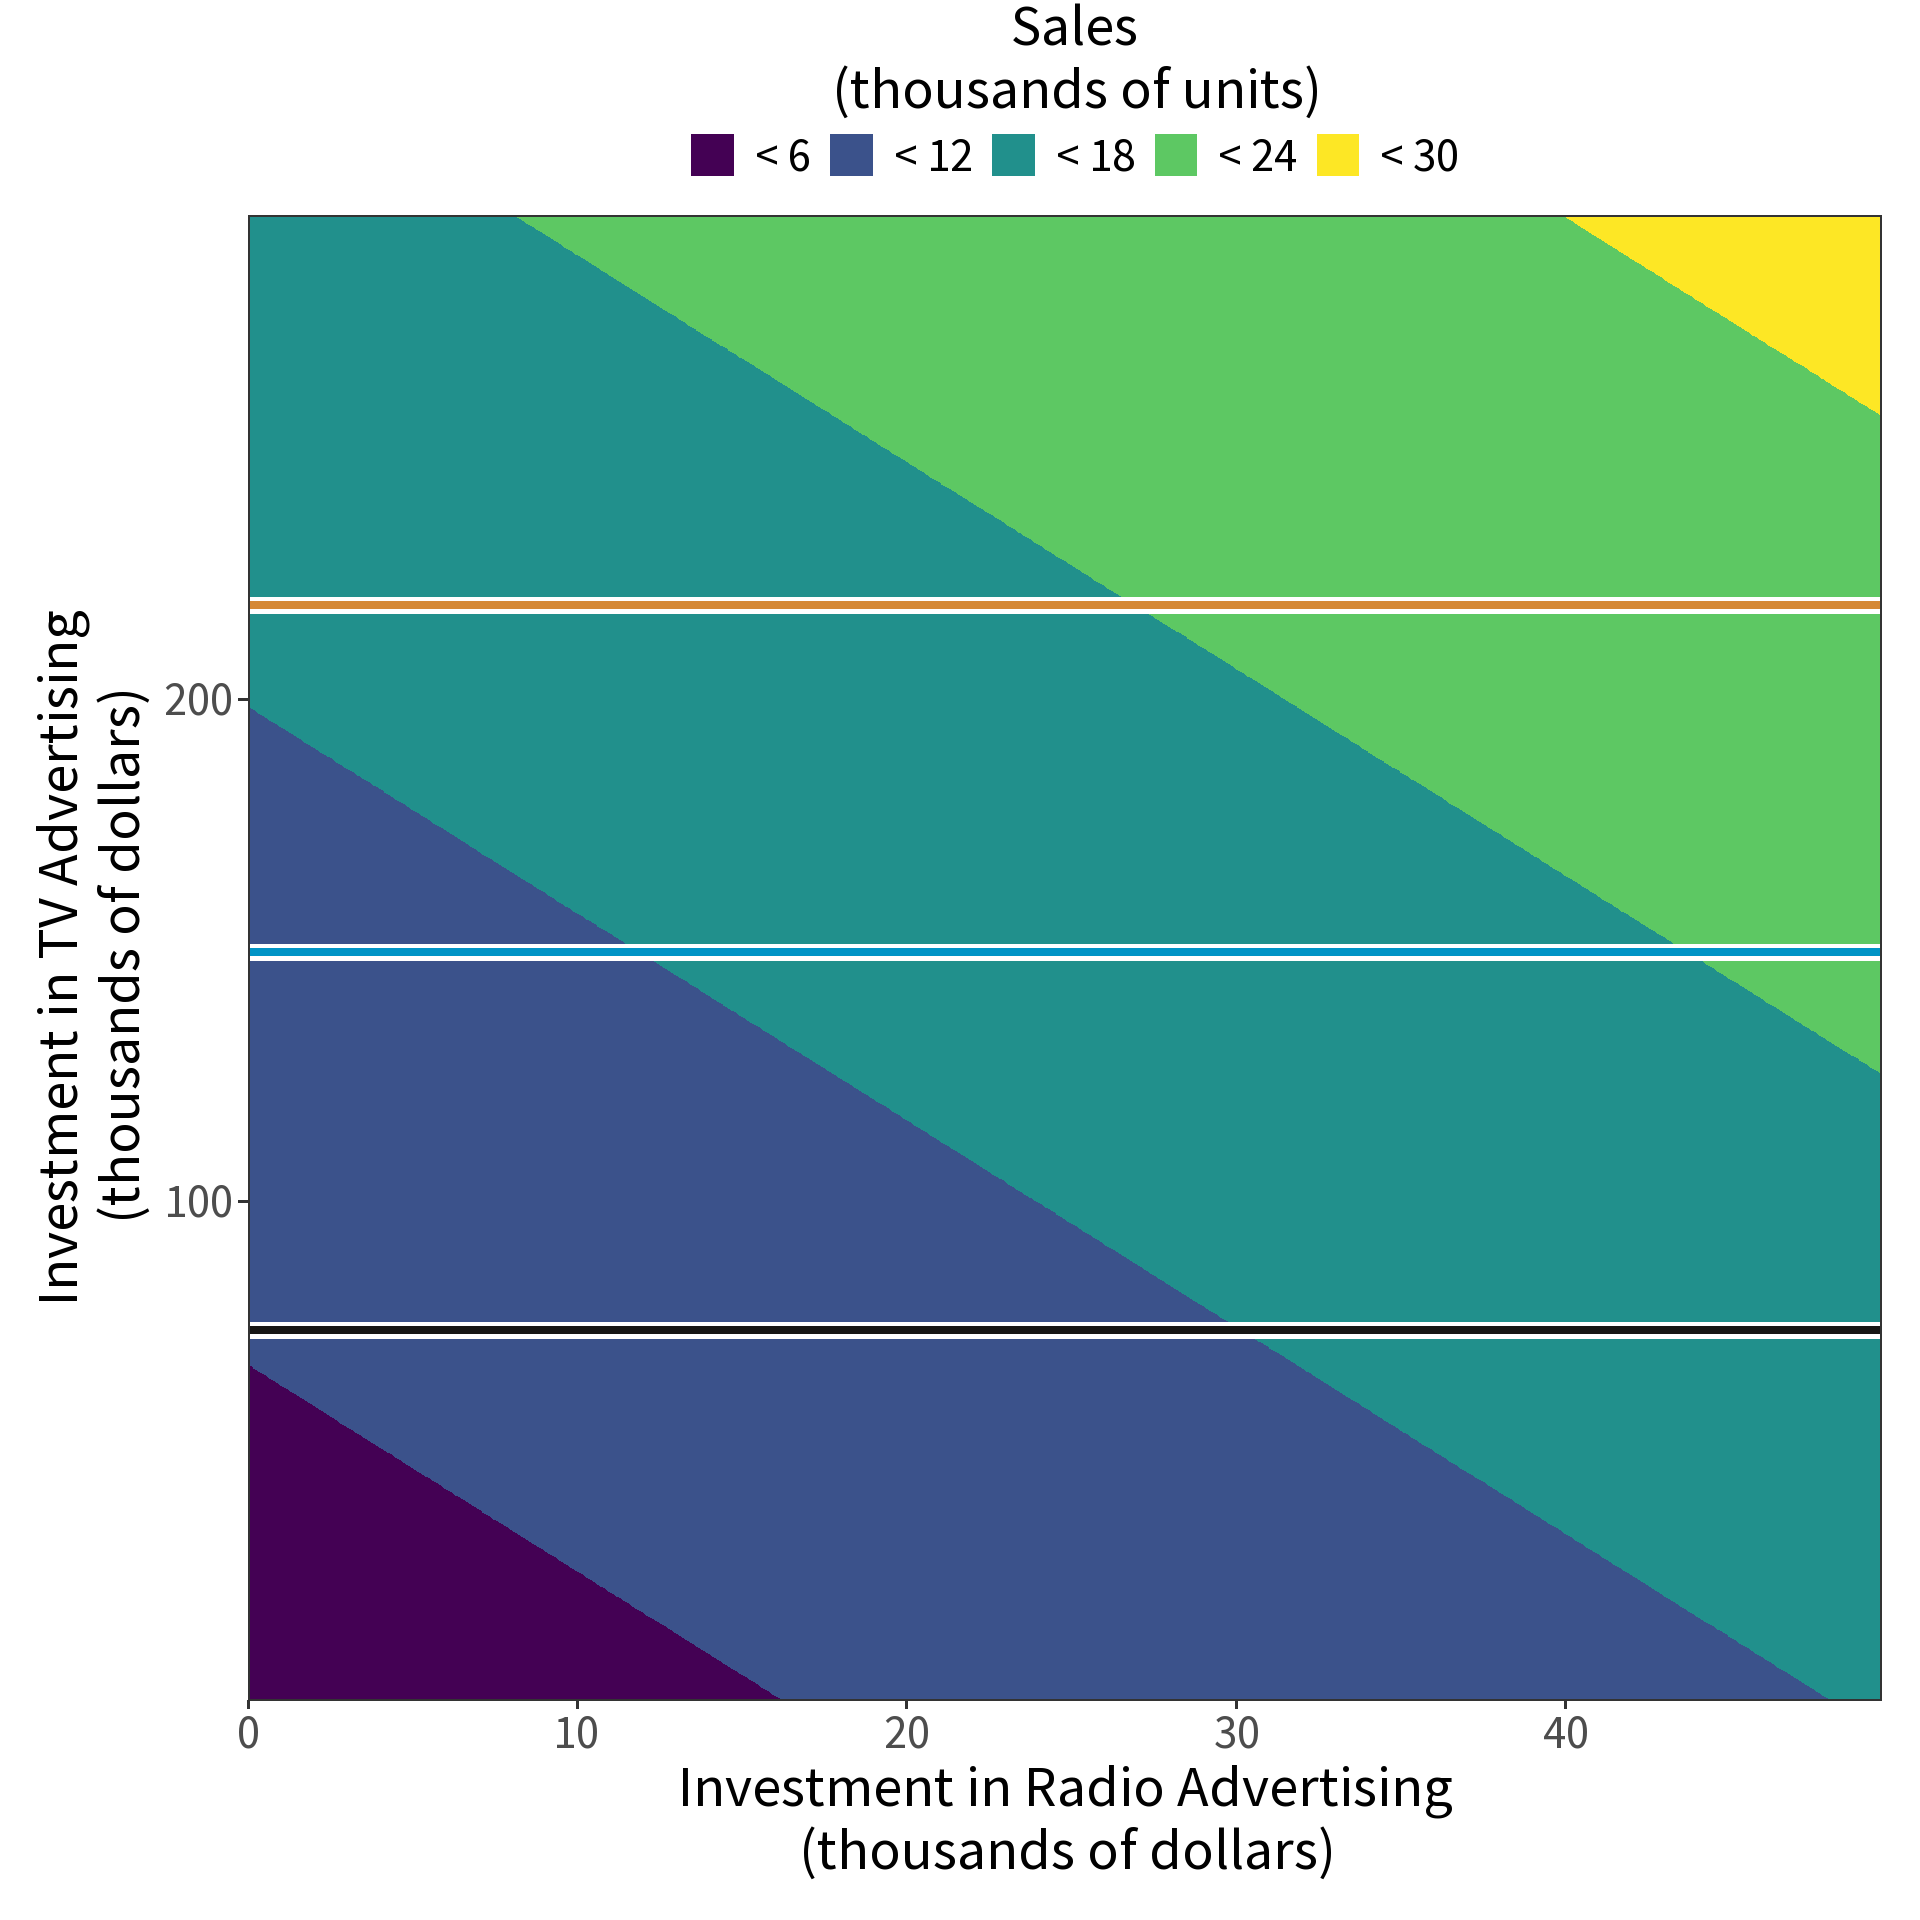 Sales
(thousands of units)
< 6 < 12 < 18 < 24 < 30
Investment in TV Advertising
(thousands of dollars)
200
100
0 10 20 30 40
Investment in Radio Advertising
(thousands of dollars)